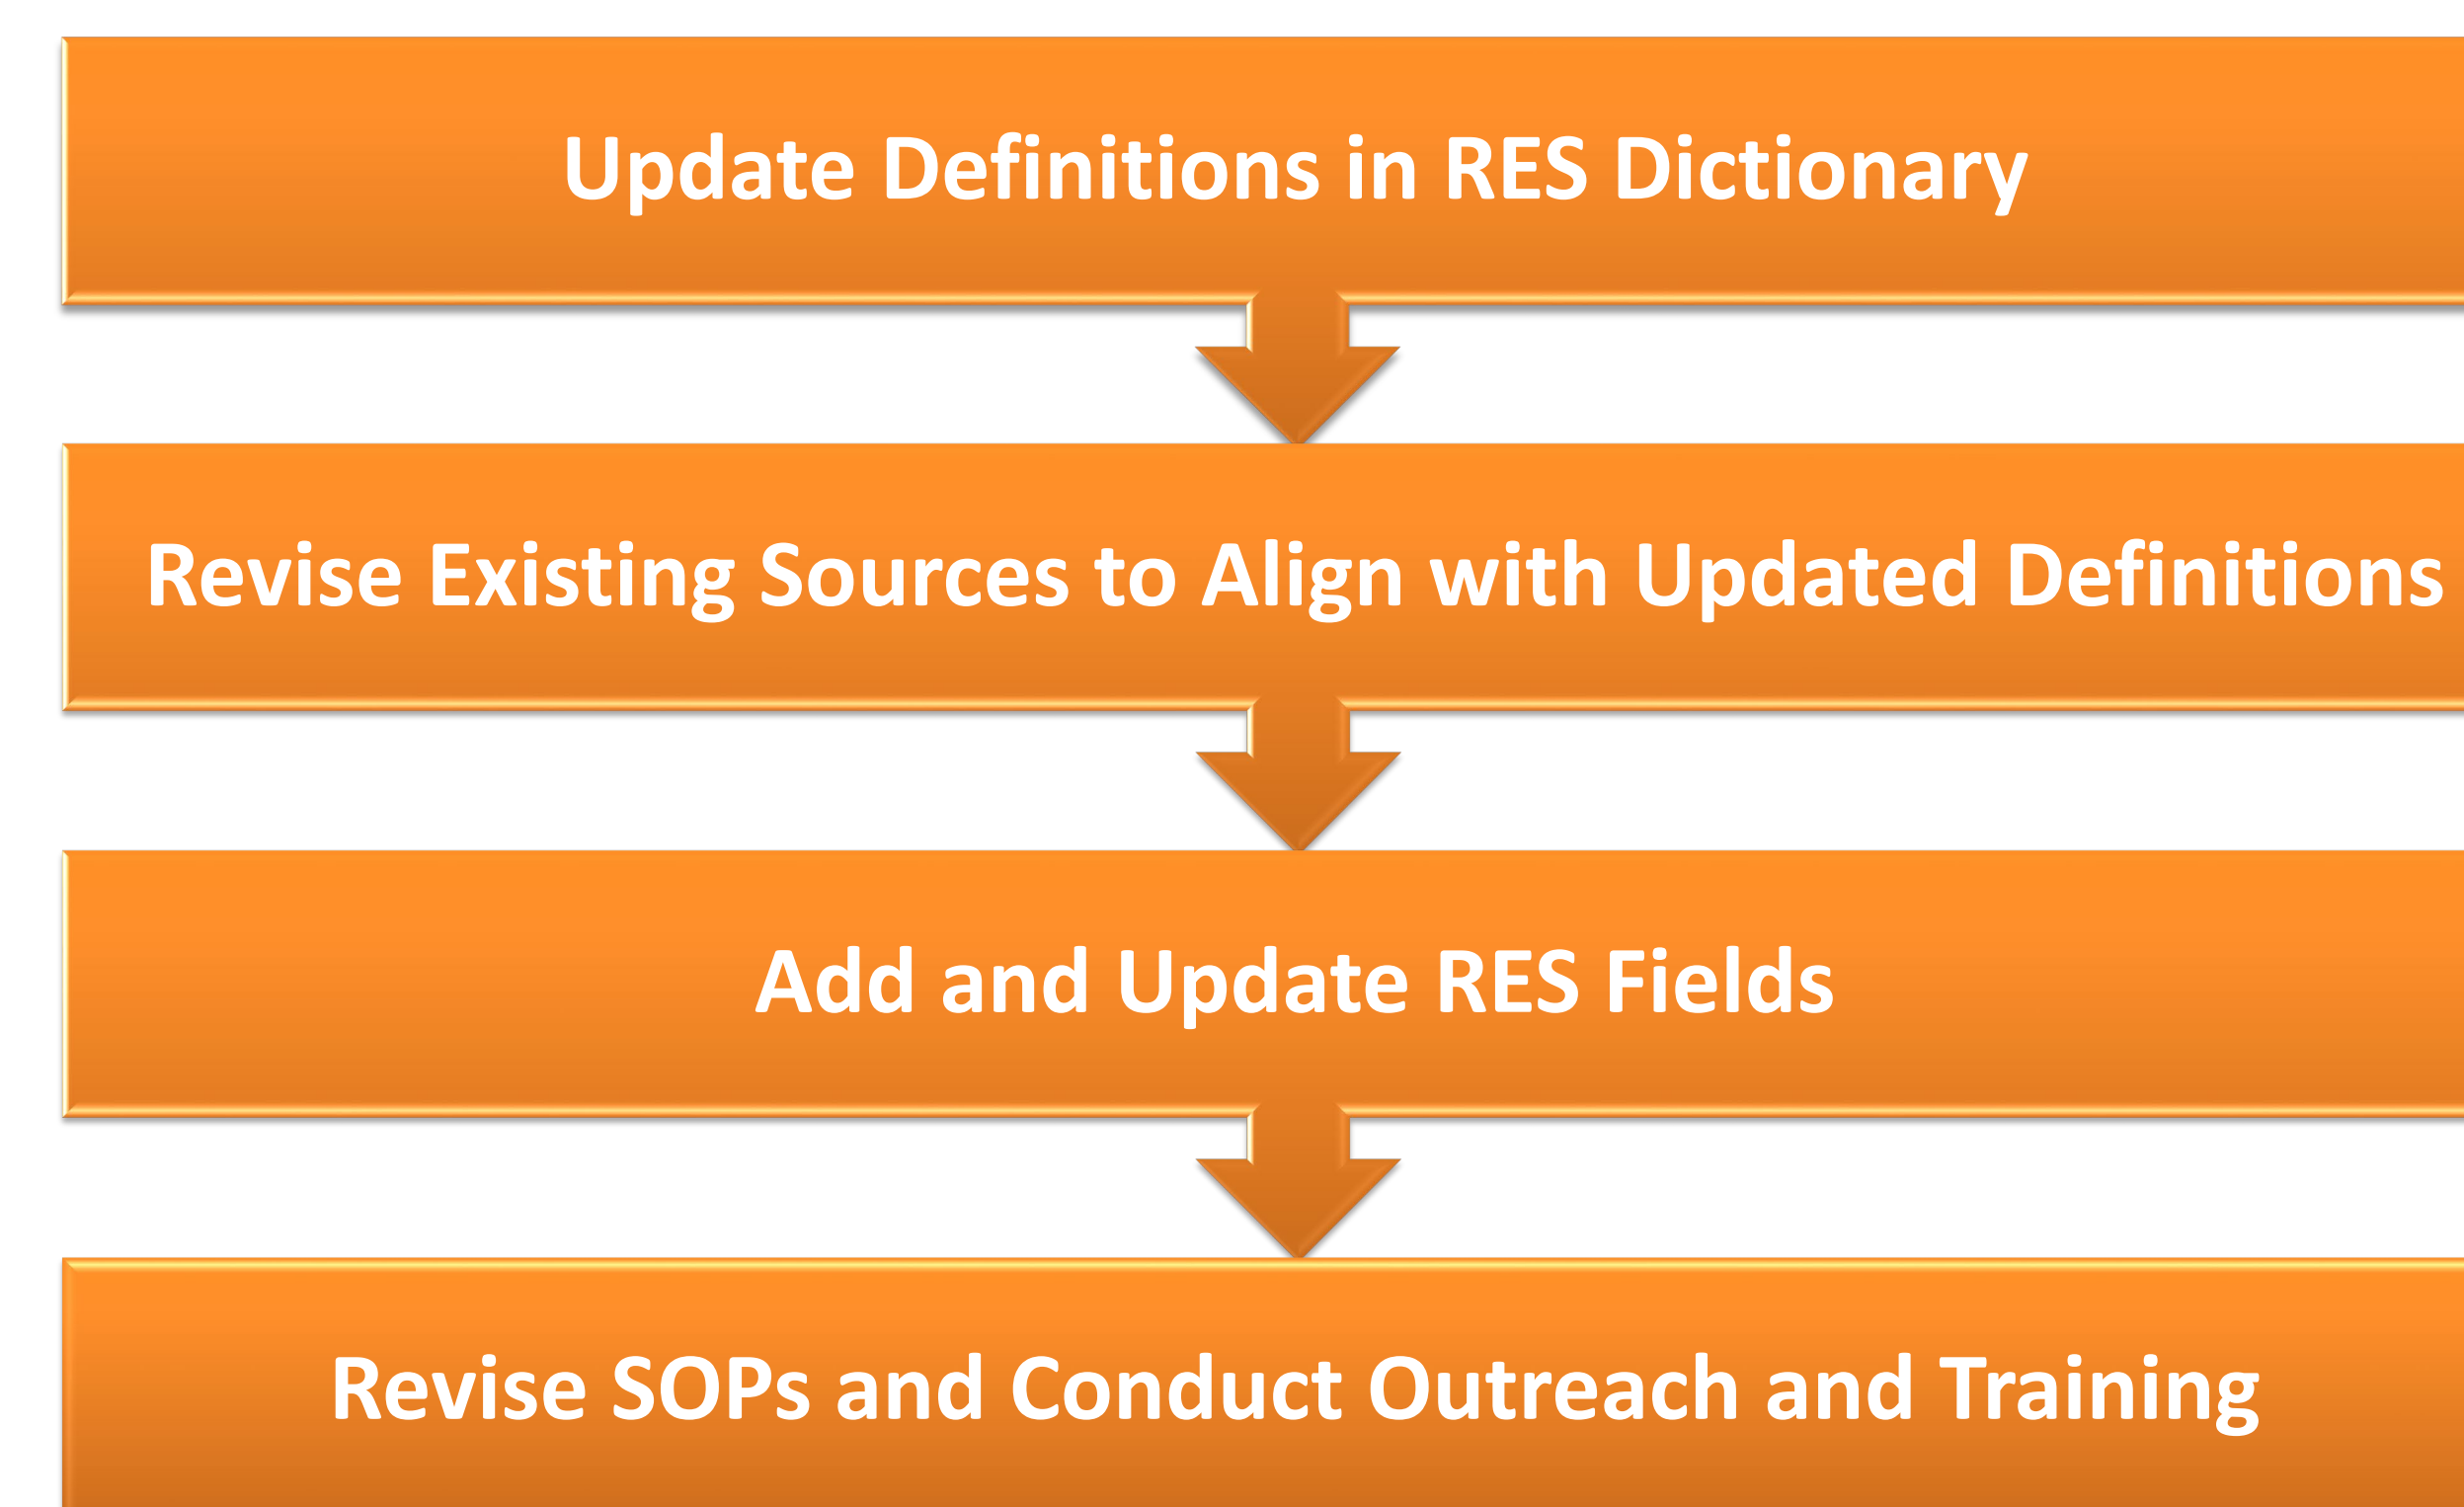 Update Definitions in RES Dictionary
Revise Existing Sources to Align with Updated Definitions
Add and Update RES Fields
Revise SOPs and Conduct Outreach and Training